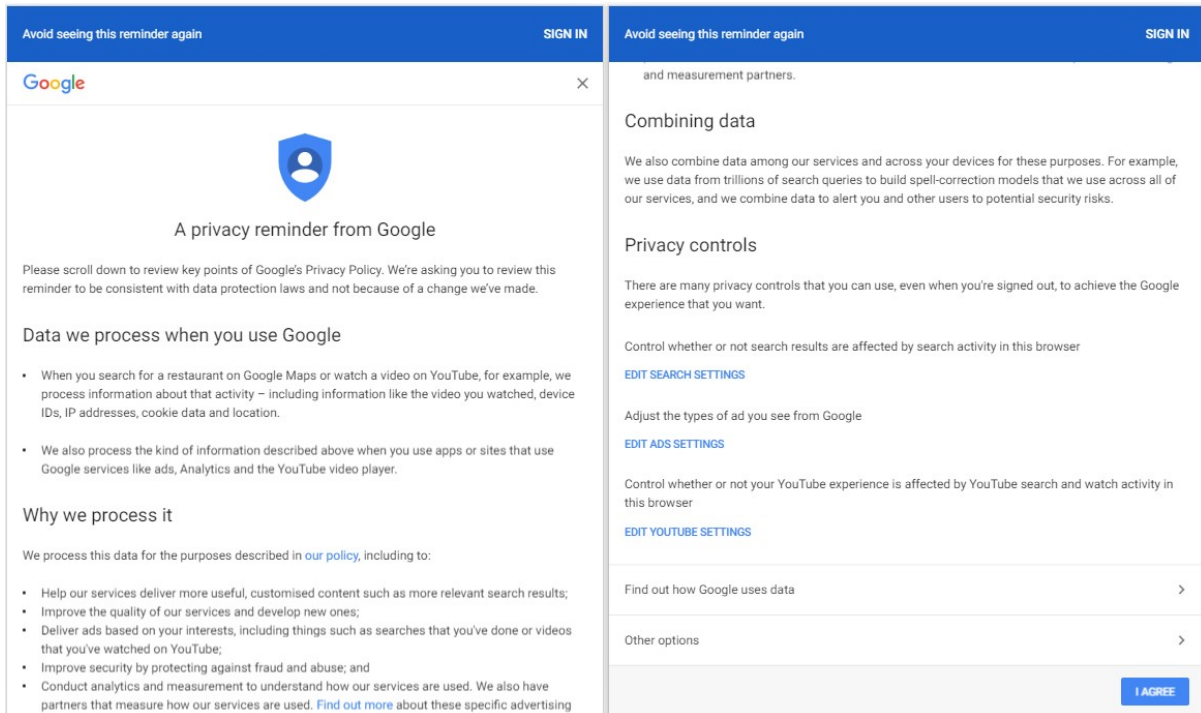 Avoid seeing this reminder again
SIGN IN
Google
A privacy reminder from Google
Please scroll down to review key points of Google's Privacy Policy. We're asking you to review this
reminder to be consistent with data protection laws and not because of a change we've made.
Data we process when you use Google
• When you search for a restaurant on Google Maps or watch a video on YouTube, for example, we
process information about that activity – including information like the video you watched, device
IDs, IP addresses, cookie data and location.
• We also process the kind of information described above when you use apps or sites that use
Google services like ads, Analytics and the YouTube video player.
Why we process it
We process this data for the purposes described in our policy, including to:
• Help our services deliver more useful, customised content such as more relevant search results;
• Improve the quality of our services and develop new ones;
• Deliver ads based on your interests, including things such as searches that you've done or videos
that you've watched on YouTube;
• Improve security by protecting against fraud and abuse; and
• Conduct analytics and measurement to understand how our services are used. We also have
partners that measure how our services are used. Find out more about these specific advertising
Avoid seeing this reminder again
SIGN IN
and measurement partners.
Combining data
We also combine data among our services and across your devices for these purposes. For example,
we use data from trillions of search queries to build spell-correction models that we use across all of
our services, and we combine data to alert you and other users to potential security risks.
Privacy controls
There are many privacy controls that you can use, even when you're signed out, to achieve the Google
experience that you want.
Control whether or not search results are affected by search activity in this browser
EDIT SEARCH SETTINGS
Adjust the types of ad you see from Google
EDIT ADS SETTINGS
Control whether or not your YouTube experience is affected by YouTube search and watch activity in
this browser
EDIT YOUTUBE SETTINGS
Find out how Google uses data
Other options
I AGREE